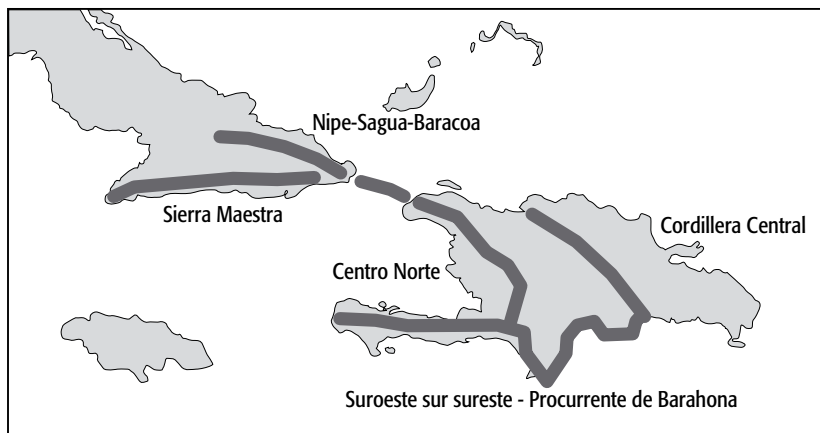 Nipe-Sagua-Baracoa
Sierra Maestra
Cordillera Central
Centro Norte
Suroeste sur sureste - Procurrente de Barahona